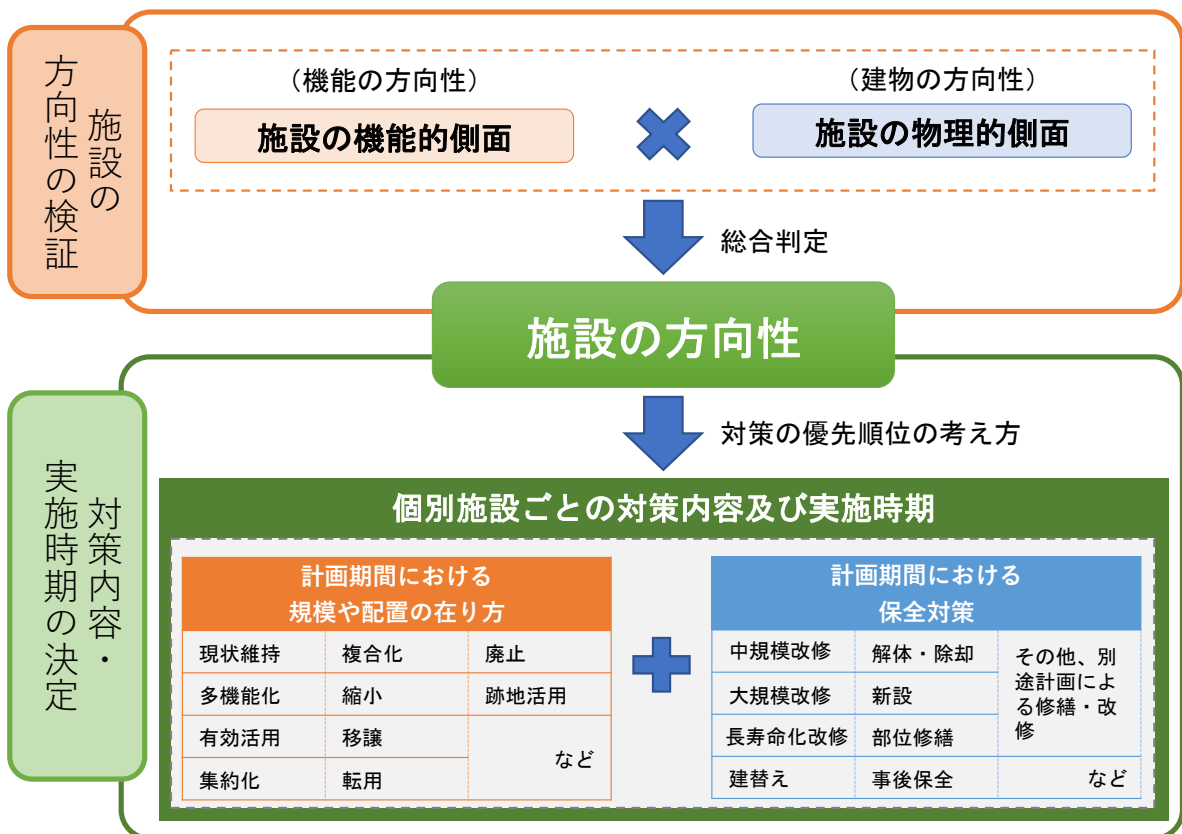 施設の
方向性の検証
（機能の方向性）
施設の機能的側面
（建物の方向性）
施設の物理的側面
総合判定
施設の方向性
対策内容・
実施時期の決定
対策の優先順位の考え方
個別施設ごとの対策内容及び実施時期
計画期間における
規模や配置の在り方
現状維持 複合化 廃止
多機能化 縮小 跡地活用
有効活用 移譲
集約化 転用
など
計画期間における
保全対策
中規模改修 解体・除却
大規模改修 新設
長寿命化改修 部位修繕
建替え 事後保全
その他、別
途計画によ
る修繕・改
修
など